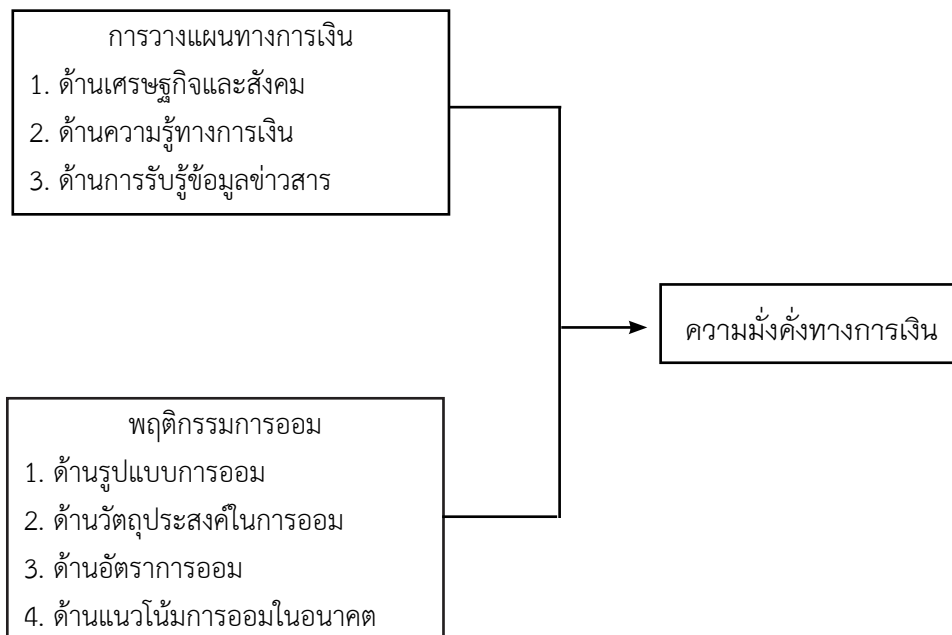 การวางแผนทางการเงิน
1. ด้านเศรษฐกิจและสังคม
2. ด้านความรู้ทางการเงิน
3. ด้านการรับรู้ข้อมูลข่าวสาร
ความมั่งคั่งทางการเงิน
พฤติกรรมการออม
1. ด้านรูปแบบการออม
2. ด้านวัตถุประสงค์ในการออม
3. ด้านอัตราการออม
4. ด้านแนวโน้มการออมในอนาคต